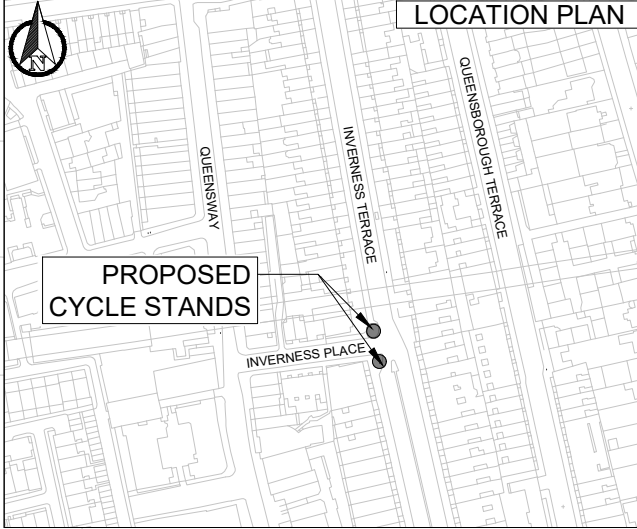 LOCATION PLAN
N
QUEENSWAY
INVERNESS TERRACE
QUEENSBOROUGH TERRACE
PROPOSED
CYCLE STANDS
INVERNESS PLACE